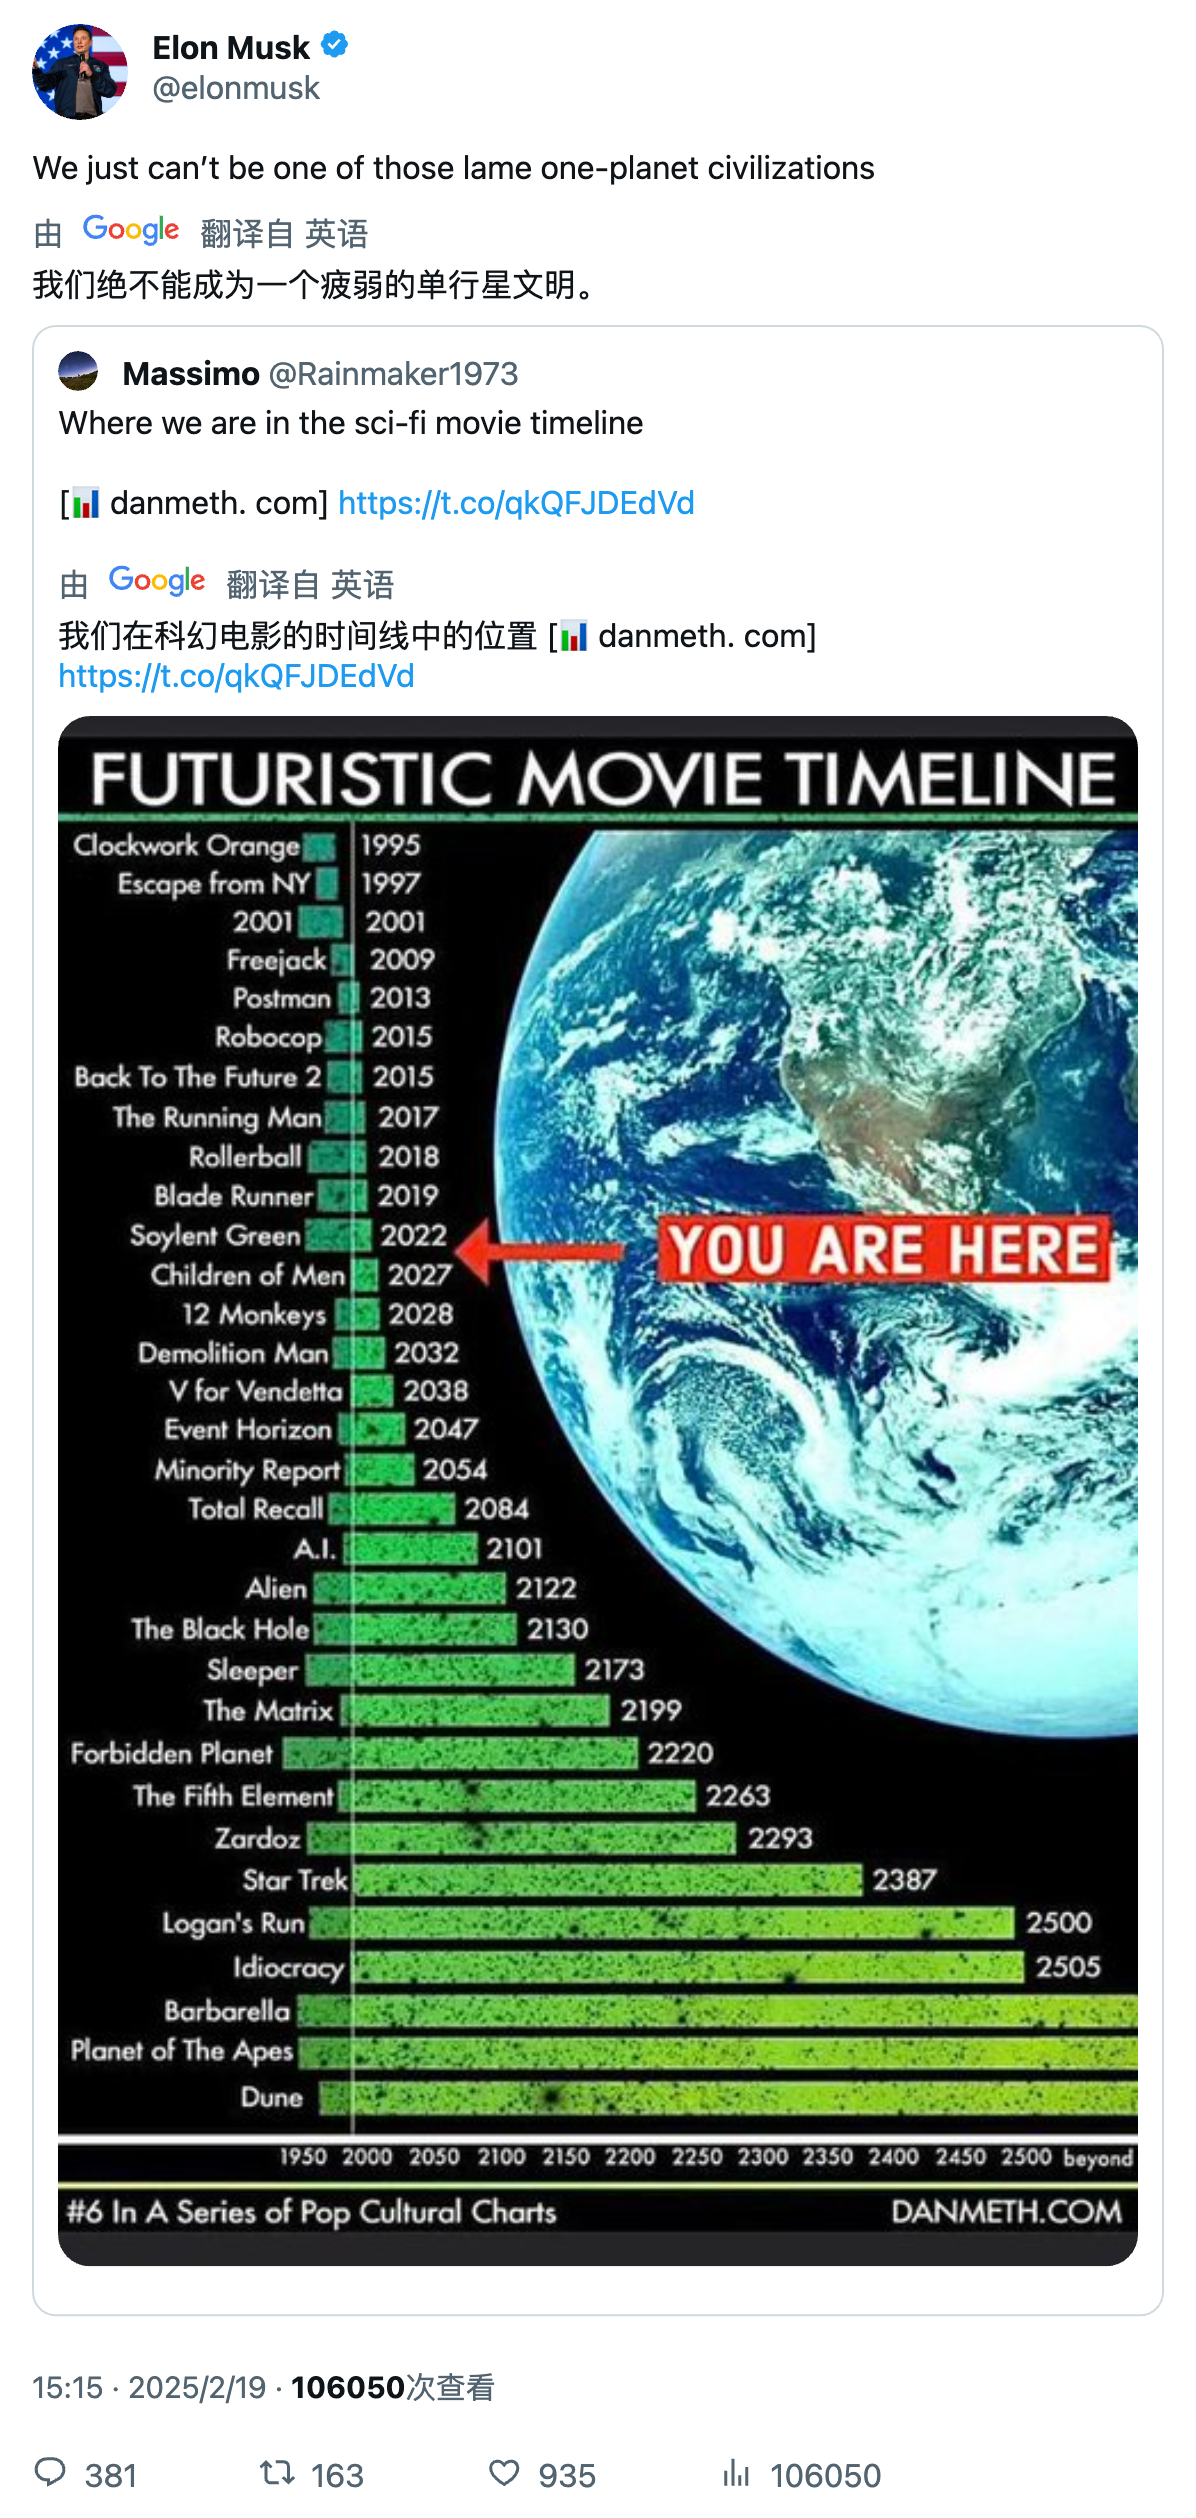 Elon Musk
@elonmusk
We just can’t be one of those lame one-planet civilizations
由 Google 翻译自 英语
我们绝不能成为一个疲弱的单行星文明。
Massimo @Rainmaker1973
Where we are in the sci-fi movie timeline
[📊 danmeth. com] https://t.co/qkQFJDEdVd
由 Google 翻译自 英语
我们在科幻电影的时间线中的位置 [📊 danmeth. com]
https://t.co/qkQFJDEdVd
FUTURISTIC MOVIE TIMELINE
Clockwork Orange 1995
Escape from NY 1997
2001 2001
Freejack 2009
Postman 2013
Robocop 2015
Back To The Future 2 2015
The Running Man 2017
Rollerball 2018
Blade Runner 2019
Soylent Green 2022
YOU ARE HERE
Children of Men 2027
12 Monkeys 2028
Demolition Man 2032
V for Vendetta 2038
Event Horizon 2047
Minority Report 2054
Total Recall 2084
A.I. 2101
Alien 2122
The Black Hole 2130
Sleeper 2173
The Matrix 2199
Forbidden Planet 2220
The Fifth Element 2263
Zardoz 2293
Star Trek 2387
Logan's Run 2500
Idiocracy 2505
Barbarella
Planet of The Apes
Dune
1950 2000 2050 2100 2150 2200 2250 2300 2350 2400 2450 2500 beyond
#6 In A Series of Pop Cultural Charts DANMETH.COM
15:15 · 2025/2/19 · 106050次查看
381 163 935 106050